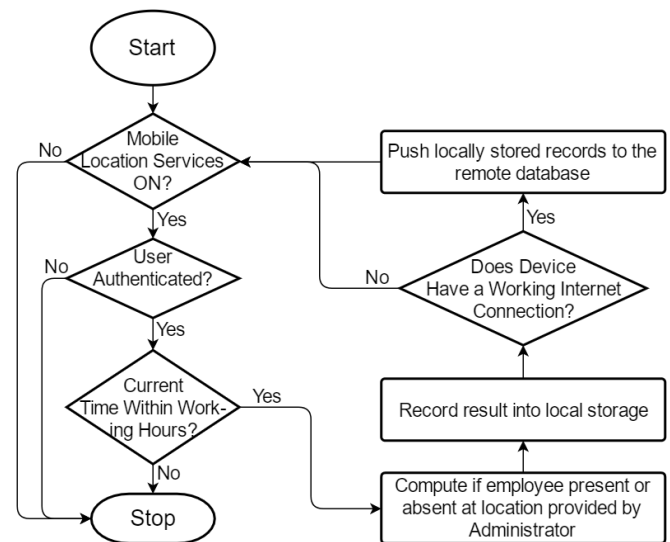 Start
Mobile
Location Services
ON?
No
Yes
User
Authenticated?
No
Yes
Current
Time Within Work-
ing Hours?
Yes
No
Stop
Compute if employee present or
absent at location provided by
Administrator
Record result into local storage
Does Device
Have a Working Internet
Connection?
No
Yes
Push locally stored records to the
remote database